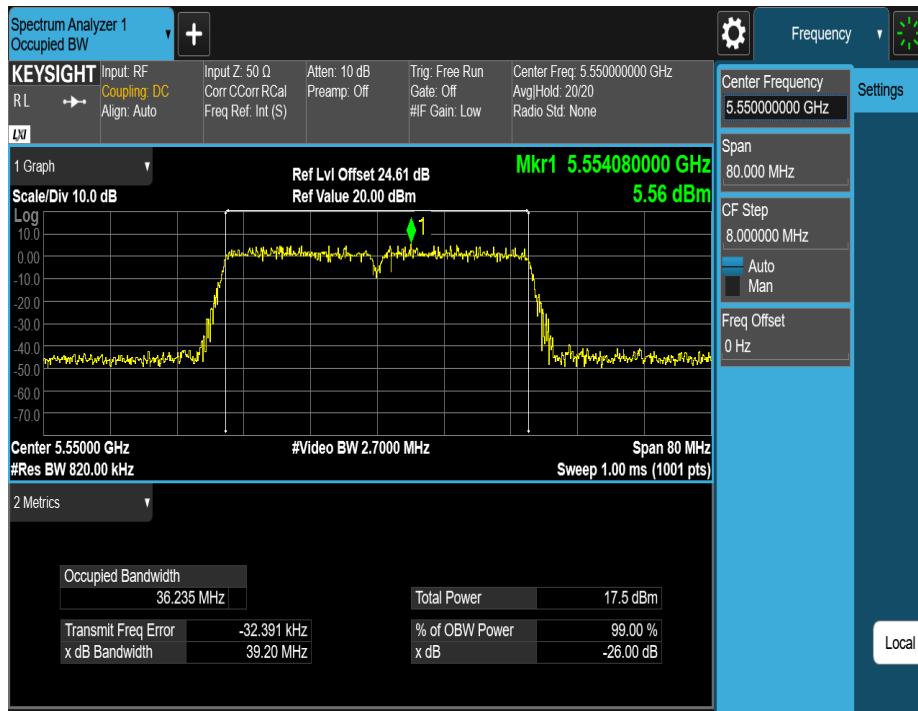 Spectrum Analyzer 1
Occupied BW
+
Frequency
KEYSIGHT
RL
LXI
Input: RF
Coupling: DC
Align: Auto
Input Z: 50 Ω
Corr CCorr RCal
Freq Ref: Int (S)
Atten: 10 dB
Preamp: Off
Trig: Free Run
Gate: Off
#IF Gain: Low
Center Freq: 5.550000000 GHz
Avg|Hold: 20/20
Radio Std: None
Center Frequency
5.550000000 GHz
Settings
Span
80.000 MHz
CF Step
8.000000 MHz
Auto
Man
Freq Offset
0 Hz
Local
1 Graph
Scale/Div 10.0 dB
Ref Lvl Offset 24.61 dB
Ref Value 20.00 dBm
Mkr1 5.554080000 GHz
5.56 dBm
Log
1
10.0
0.00
-10.0
-20.0
-30.0
-40.0
-50.0
-60.0
-70.0
Center 5.55000 GHz
#Res BW 820.00 kHz
#Video BW 2.7000 MHz
Span 80 MHz
Sweep 1.00 ms (1001 pts)
2 Metrics
Occupied Bandwidth
36.235 MHz
Total Power 17.5 dBm
Transmit Freq Error -32.391 kHz
% of OBW Power 99.00 %
x dB Bandwidth 39.20 MHz
x dB -26.00 dB